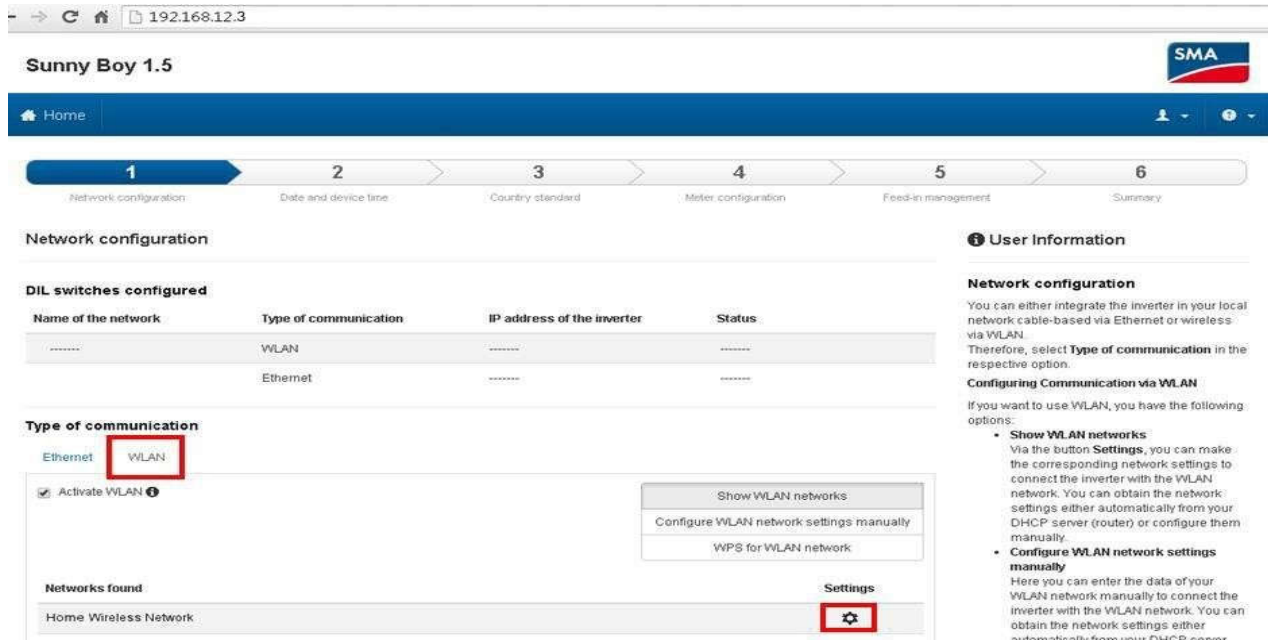 192.168.12.3
Sunny Boy 1.5
SMA
Home
1 2 3 4 5 6
Network configuration Date and device time Country standard Meter configuration Feed-in management Summary
Network configuration
DIL switches configured
Name of the network Type of communication IP address of the inverter Status
------- WLAN ------- -------
Ethernet ------- -------
Type of communication
Ethernet WLAN
Activate WLAN
Show WLAN networks
Configure WLAN network settings manually
WPS for WLAN network
Networks found Settings
Home Wireless Network
User Information
Network configuration
You can either integrate the inverter in your local
network cable-based via Ethernet or wireless
via WLAN.
Therefore, select Type of communication in the
respective option.
Configuring Communication via WLAN
If you want to use WLAN, you have the following
options:
• Show WLAN networks
Via the button Settings, you can make
the corresponding network settings to
connect the inverter with the WLAN
network. You can obtain the network
settings either automatically from your
DHCP server (router) or configure them
manually.
• Configure WLAN network settings
manually
Here you can enter the data of your
WLAN network manually to connect the
inverter with the WLAN network. You can
obtain the network settings either
automatically from your DHCP server